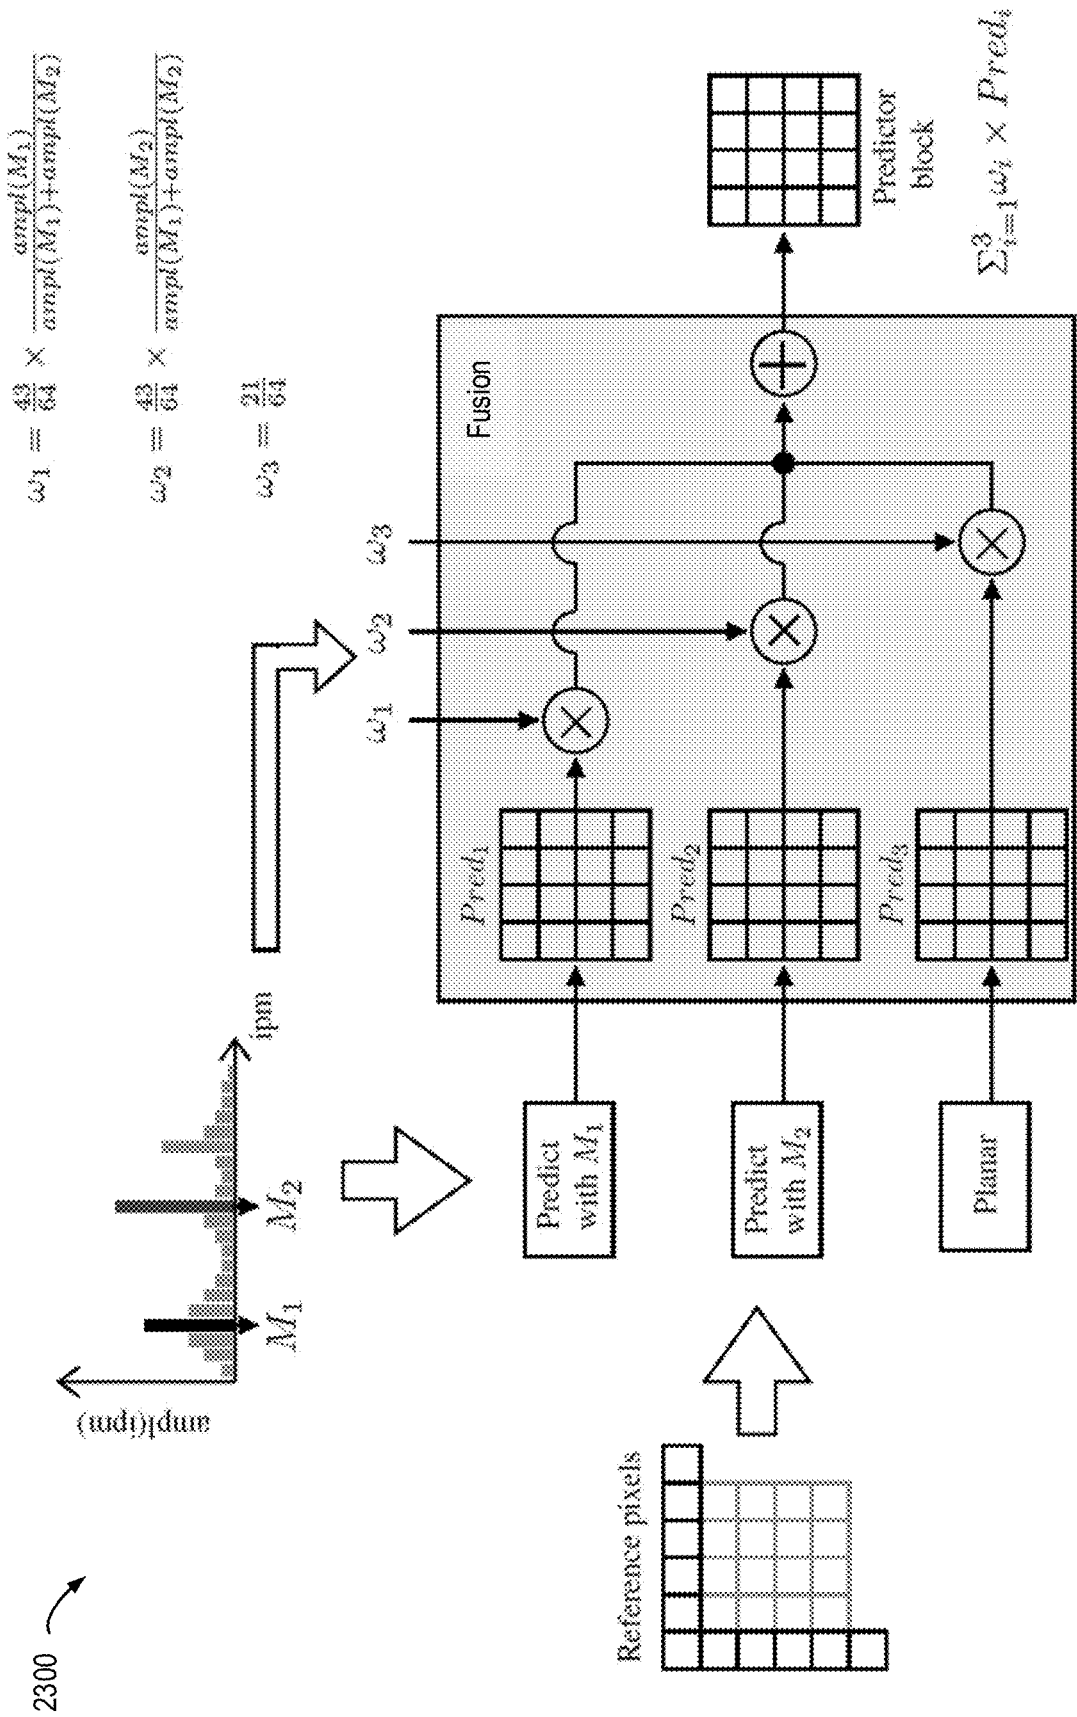 2300
ampl(ipm)
ipm
M₁
M₂
ω₁ = 43/64 × ampl(M₁)/(ampl(M₁)+ampl(M₂))
ω₂ = 43/64 × ampl(M₂)/(ampl(M₁)+ampl(M₂))
ω₃ = 21/64
Reference pixels
Predict
with M₁
Predict
with M₂
Planar
ω₁
ω₂
ω₃
Fusion
Pred₁
Pred₂
Pred₃
Predictor
block
Σ³ᵢ₌₁ωᵢ × Predᵢ